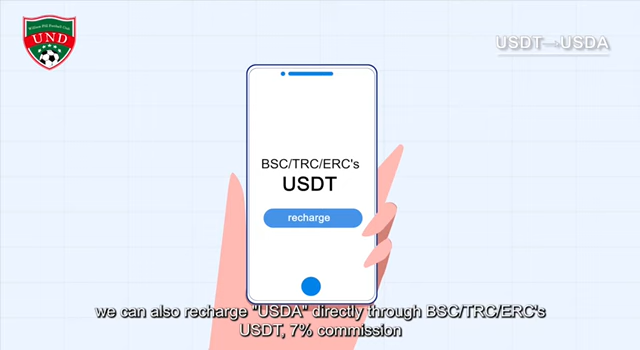 UND
USDT→USDA
BSC/TRC/ERC's
USDT
recharge
we can also recharge "USDA" directly through BSC/TRC/ERC's
USDT, 7% commission